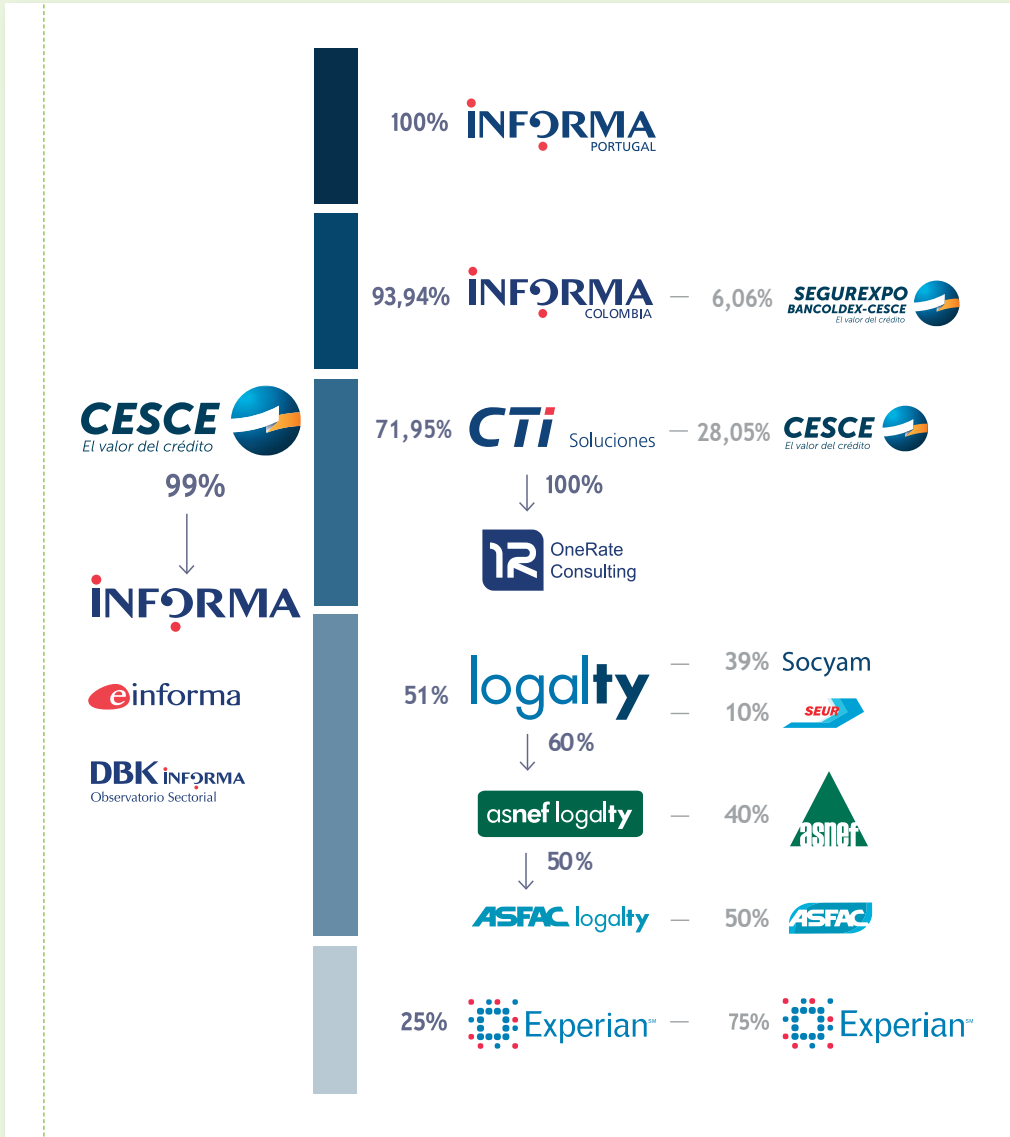 100% INFORMA
PORTUGAL
93,94% INFORMA — 6,06% SEGUREXPO
COLOMBIA
BANCOLDEX-CESCE
El valor del crédito
CESCE
El valor del crédito
99%
INFORMA
einforma
DBK INFORMA
Observatorio Sectorial
71,95% CTi Soluciones — 28,05% CESCE
El valor del crédito
100%
1R OneRate
Consulting
51% logalty — 39% Socyam
— 10% SEUR
60%
asnef logalty — 40% asnef
50%
ASFAC logalty — 50% ASFAC
25% Experian℠ — 75% Experian℠